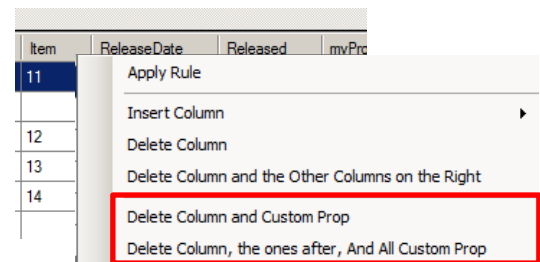 Item ReleaseDate Released myPro
11
Apply Rule
Insert Column
12
Delete Column
13
Delete Column and the Other Columns on the Right
14
Delete Column and Custom Prop
Delete Column, the ones after, And All Custom Prop